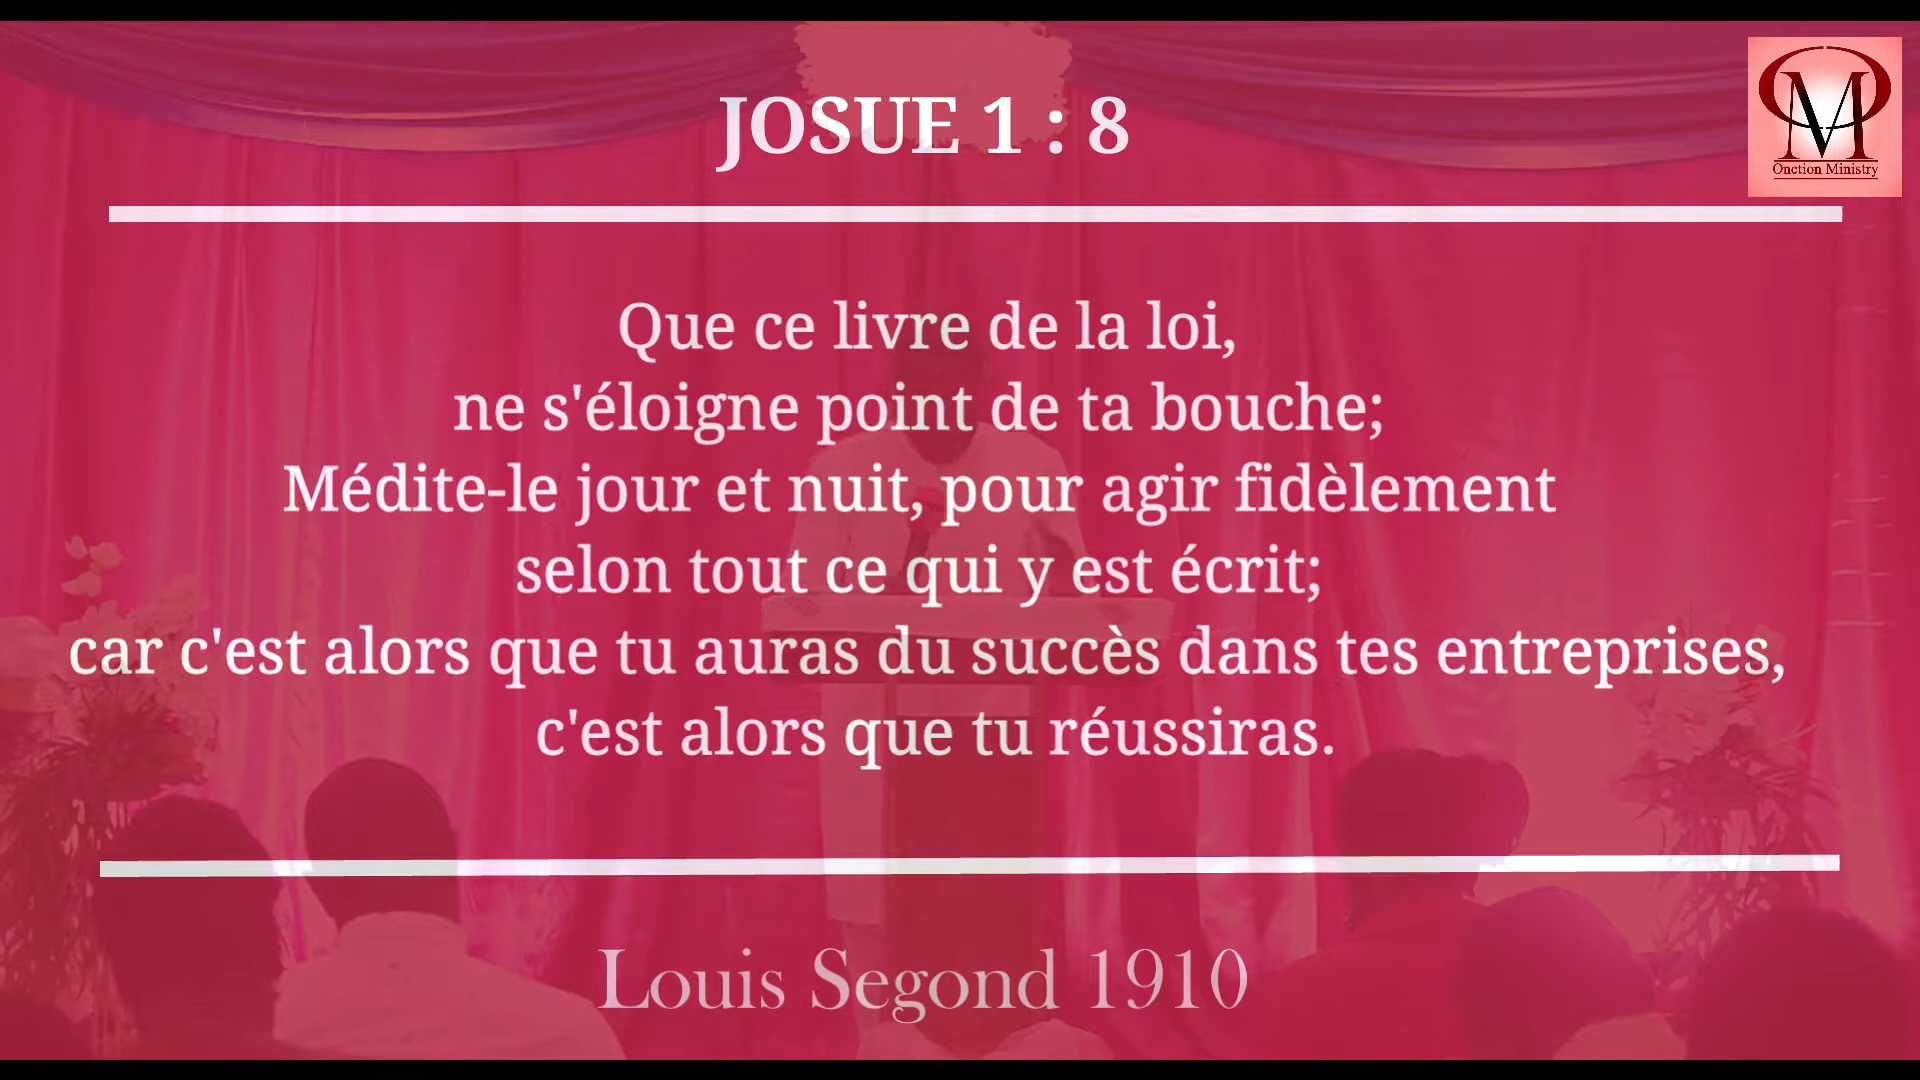 JOSUE 1 : 8
OM
Onction Ministry
Que ce livre de la loi,
ne s'éloigne point de ta bouche;
Médite-le jour et nuit, pour agir fidèlement
selon tout ce qui y est écrit;
car c'est alors que tu auras du succès dans tes entreprises,
c'est alors que tu réussiras.
Louis Segond 1910